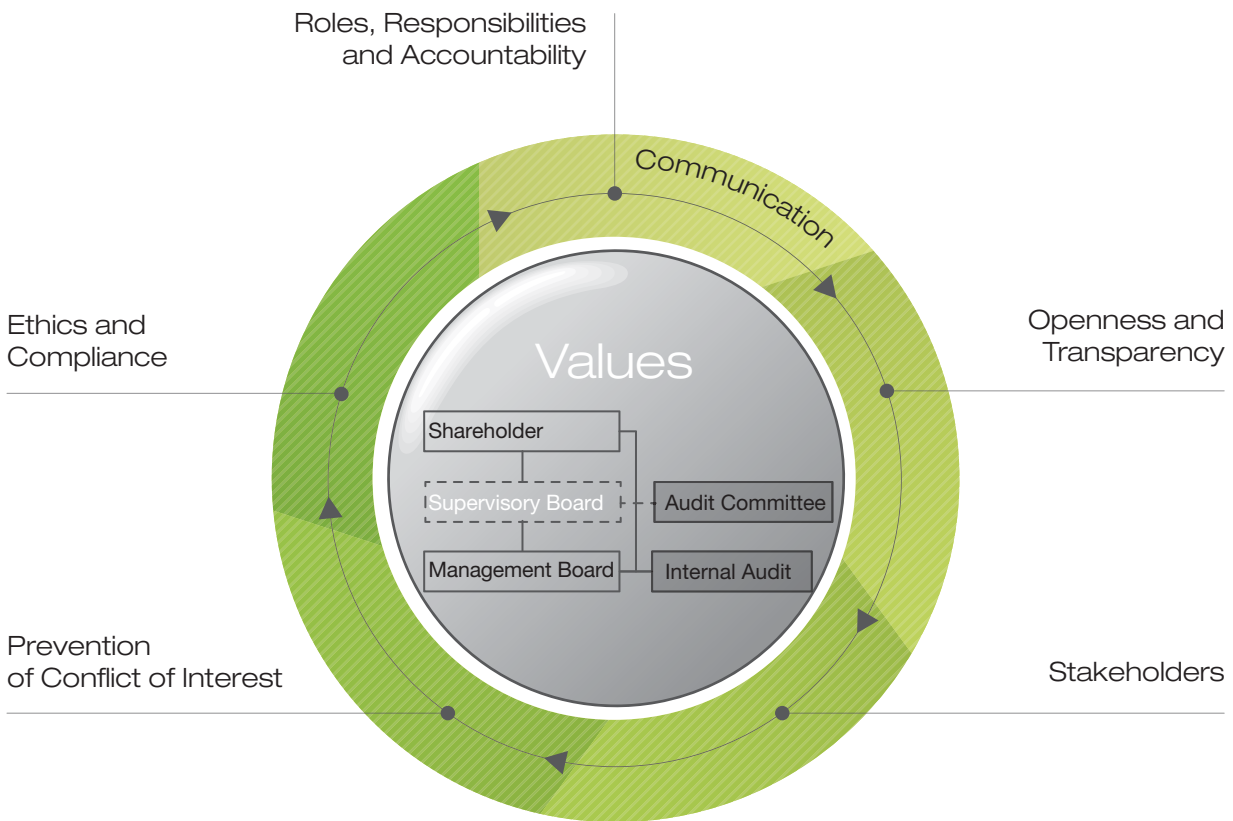 Roles, Responsibilities
and Accountability
Communication
Ethics and
Compliance
Openness and
Transparency
Values
Shareholder
Supervisory Board
Audit Committee
Management Board
Internal Audit
Prevention
of Conflict of Interest
Stakeholders